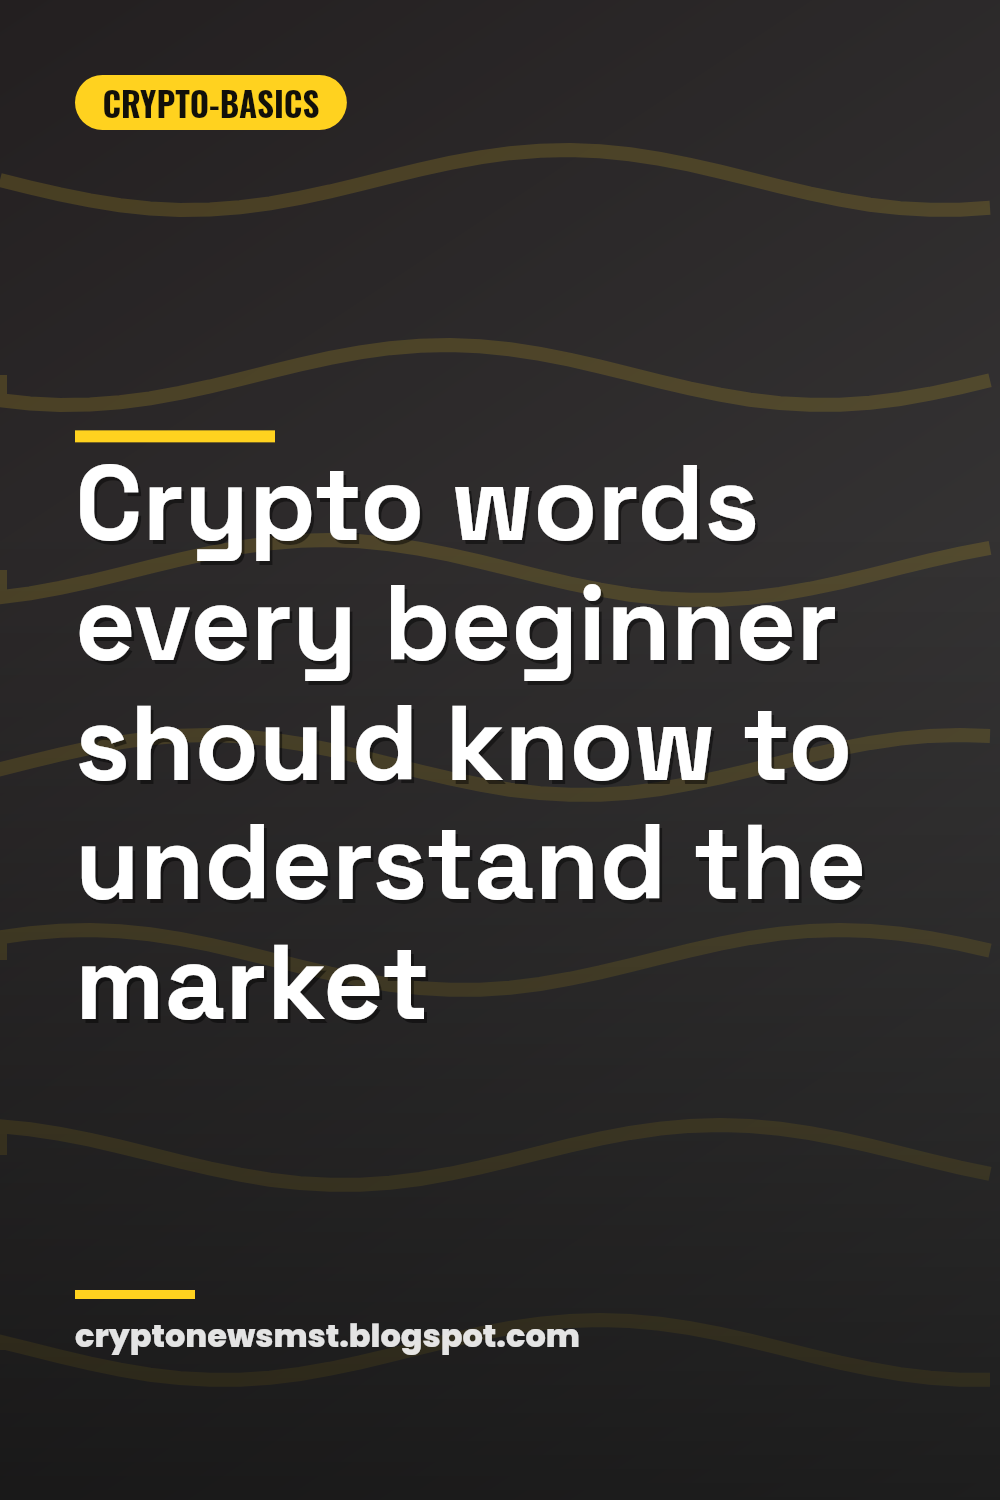 CRYPTO-BASICS
Crypto words
every beginner
should know to
understand the
market
cryptonewsmst.blogspot.com